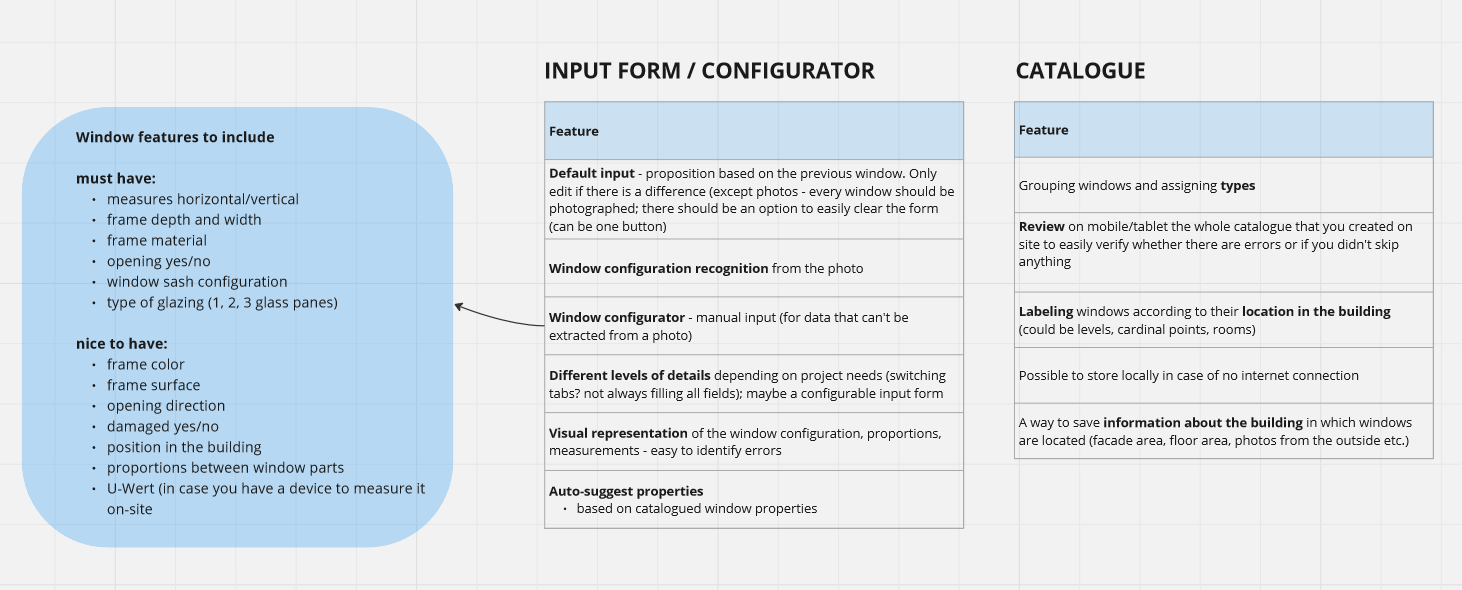 Window features to include
must have:
• measures horizontal/vertical
• frame depth and width
• frame material
• opening yes/no
• window sash configuration
• type of glazing (1, 2, 3 glass panes)
nice to have:
• frame color
• frame surface
• opening direction
• damaged yes/no
• position in the building
• proportions between window parts
• U-Wert (in case you have a device to measure it
on-site
INPUT FORM / CONFIGURATOR
Feature
Default input - proposition based on the previous window. Only
edit if there is a difference (except photos - every window should be
photographed; there should be an option to easily clear the form
(can be one button)
Window configuration recognition from the photo
Window configurator - manual input (for data that can't be
extracted from a photo)
Different levels of details depending on project needs (switching
tabs? not always filling all fields); maybe a configurable input form
Visual representation of the window configuration, proportions,
measurements - easy to identify errors
Auto-suggest properties
• based on catalogued window properties
CATALOGUE
Feature
Grouping windows and assigning types
Review on mobile/tablet the whole catalogue that you created on
site to easily verify whether there are errors or if you didn't skip
anything
Labeling windows according to their location in the building
(could be levels, cardinal points, rooms)
Possible to store locally in case of no internet connection
A way to save information about the building in which windows
are located (facade area, floor area, photos from the outside etc.)